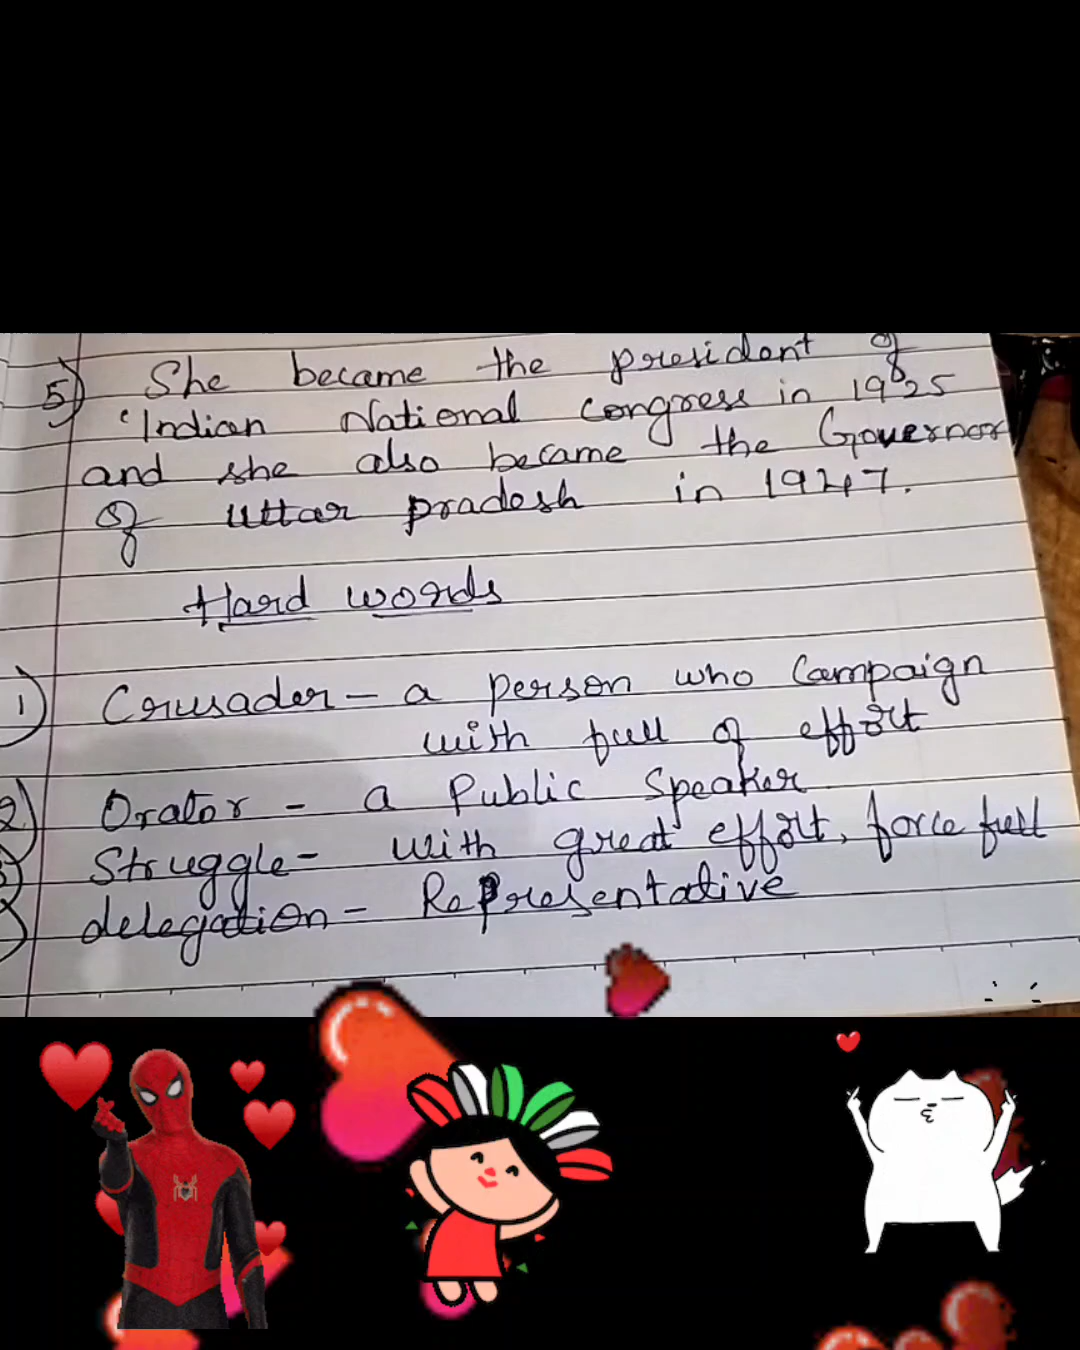 5) She became the president of
'Indian National Congress in 1925
and she also became the Governor
of Uttar pradesh in 1947.
Hard words
1) Crusader - a person who Campaign
with full of effort
2) Orator - a Public Speaker
Struggle - with great effort, force full
delegation - Representative